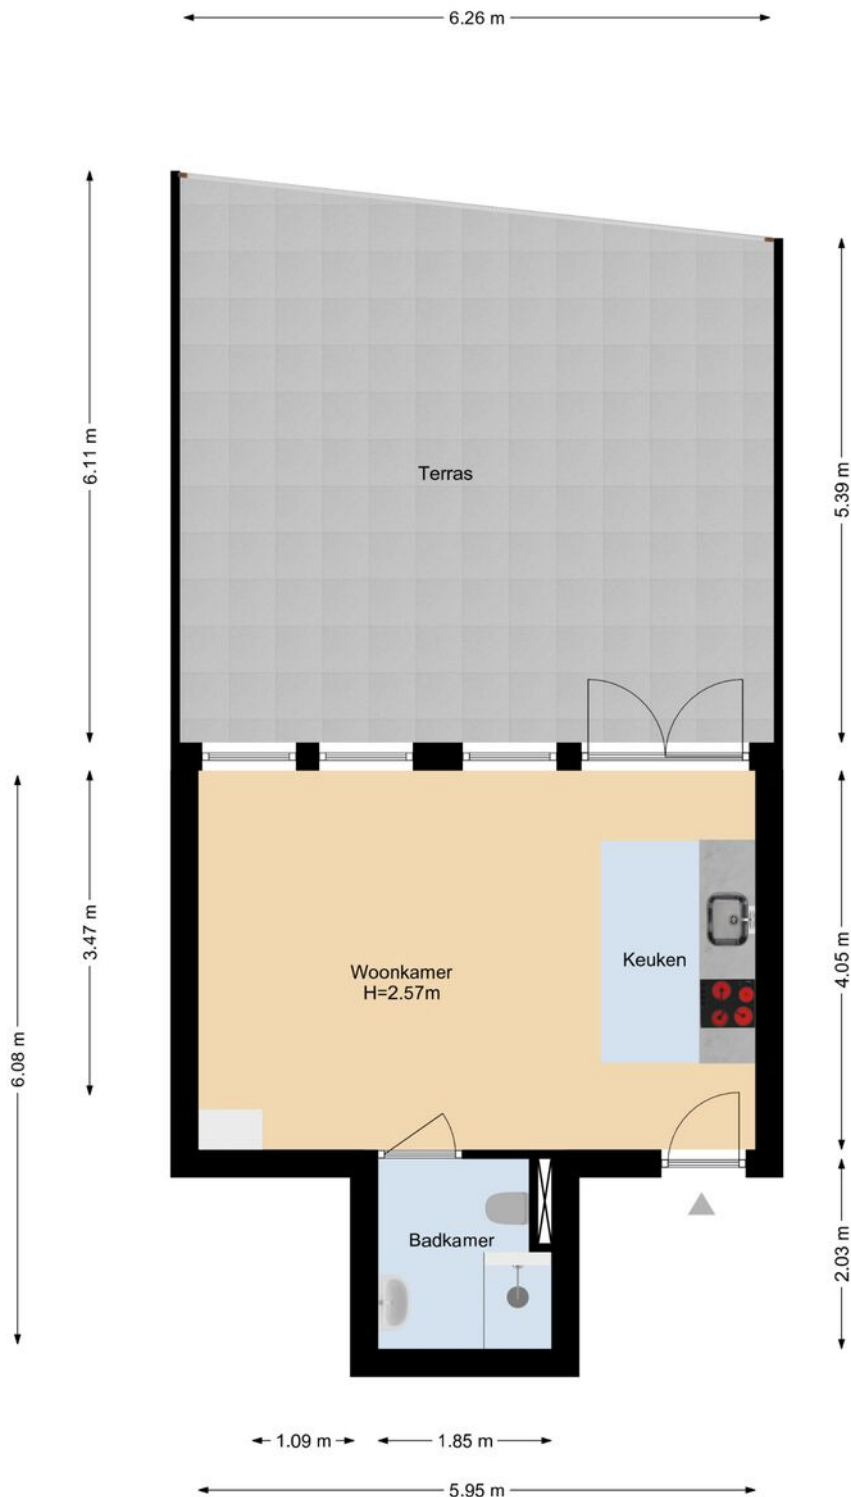 6.26 m
6.11 m
5.39 m
Terras
3.47 m
4.05 m
6.08 m
Keuken
Woonkamer
H=2.57m
Badkamer
2.03 m
1.09 m
1.85 m
5.95 m